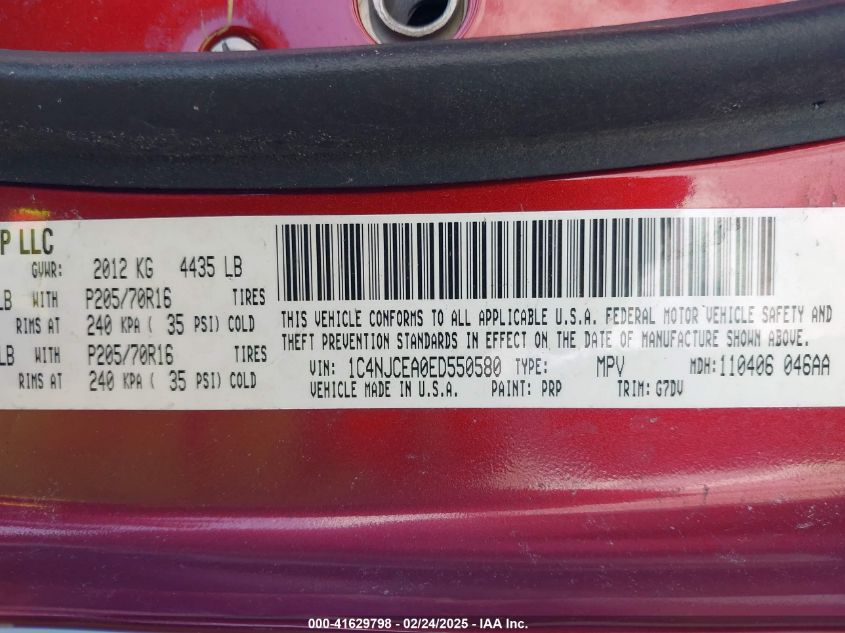 P LLC
GVWR: 2012 KG 4435 LB
LB WITH P205/70R16 TIRES
RIMS AT 240 KPA ( 35 PSI) COLD
LB WITH P205/70R16 TIRES
RIMS AT 240 KPA ( 35 PSI) COLD
THIS VEHICLE CONFORMS TO ALL APPLICABLE U.S.A. FEDERAL MOTOR VEHICLE SAFETY AND
THEFT PREVENTION STANDARDS IN EFFECT ON THE DATE OF MANUFACTURE SHOWN ABOVE.
VIN: 1C4NJCEA0ED550580 TYPE: MPV MDH: 110406 046AA
VEHICLE MADE IN U.S.A. PAINT: PRP TRIM: G7DV
000-41629798 - 02/24/2025 - IAA Inc.